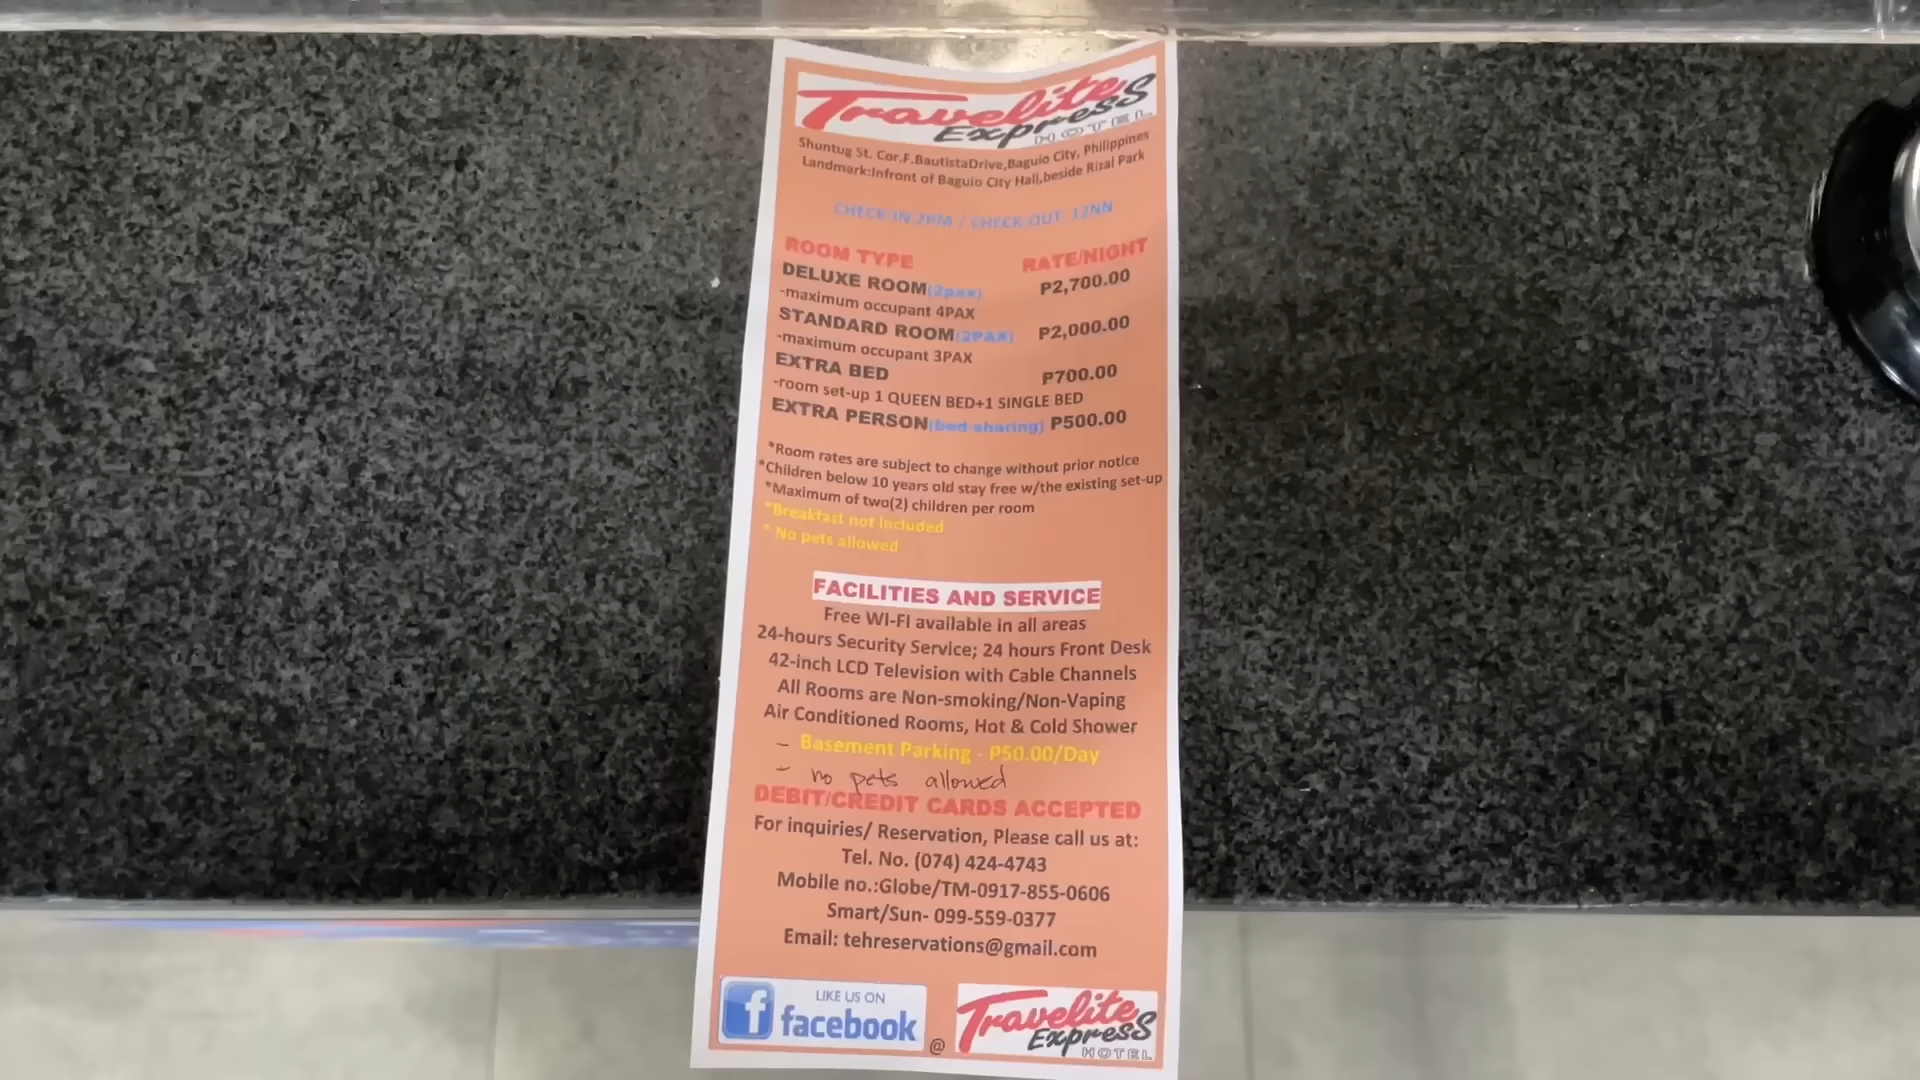 Travelite
Express
HOTEL
Shuntug St. Cor.F.BautistaDrive,Baguio City, Philippines
Landmark:Infront of Baguio City Hall,beside Rizal Park
CHECK-IN 2PM / CHECK-OUT 12NN
ROOM TYPE RATE/NIGHT
DELUXE ROOM(2pax) P2,700.00
-maximum occupant 4PAX
STANDARD ROOM(2PAX) P2,000.00
-maximum occupant 3PAX
EXTRA BED P700.00
-room set-up 1 QUEEN BED+1 SINGLE BED
EXTRA PERSON(bed-sharing) P500.00
*Room rates are subject to change without prior notice
*Children below 10 years old stay free w/the existing set-up
*Maximum of two(2) children per room
*Breakfast not included
* No pets allowed
FACILITIES AND SERVICE
Free WI-FI available in all areas
24-hours Security Service; 24 hours Front Desk
42-inch LCD Television with Cable Channels
All Rooms are Non-smoking/Non-Vaping
Air Conditioned Rooms, Hot & Cold Shower
- Basement Parking - P50.00/Day
- no pets allowed
DEBIT/CREDIT CARDS ACCEPTED
For inquiries/ Reservation, Please call us at:
Tel. No. (074) 424-4743
Mobile no.:Globe/TM-0917-855-0606
Smart/Sun- 099-559-0377
Email: tehreservations@gmail.com
LIKE US ON
facebook
@
Travelite
Express
HOTEL